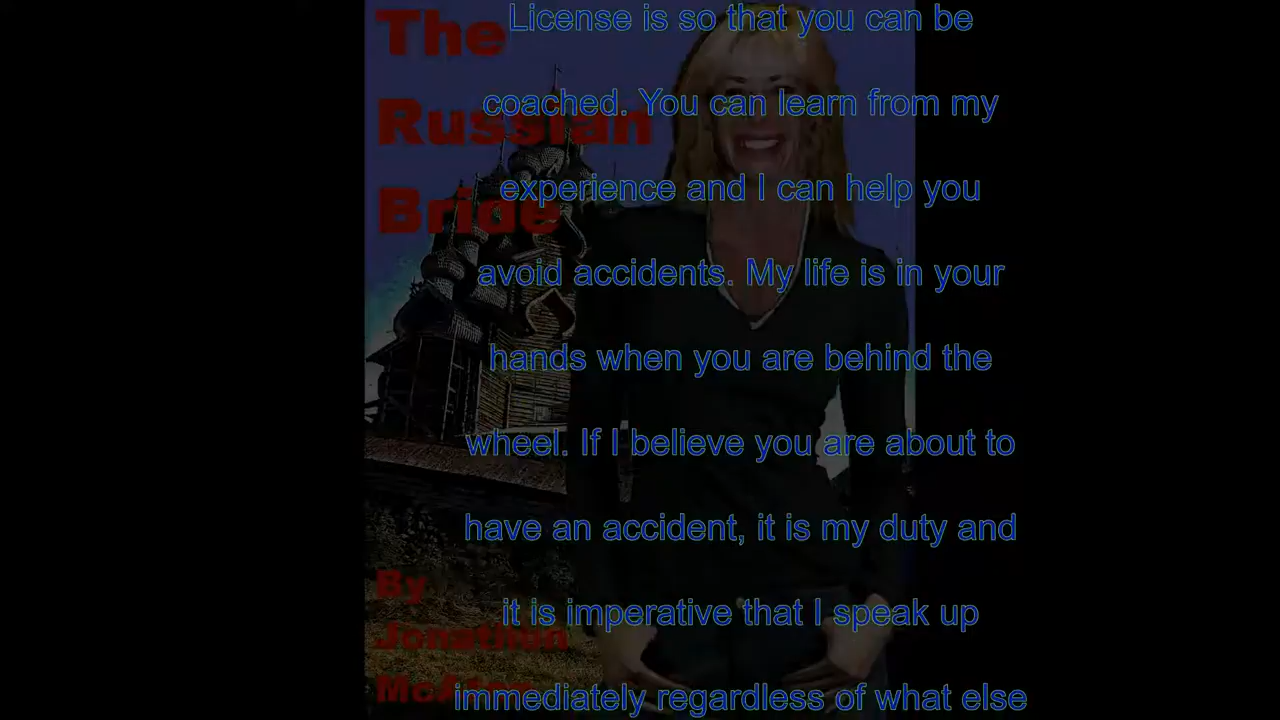 The
Russian
Bride
By
Jonathun
License is so that you can be
coached. You can learn from my
experience and I can help you
avoid accidents. My life is in your
hands when you are behind the
wheel. If I believe you are about to
have an accident, it is my duty and
it is imperative that I speak up
immediately regardless of what else